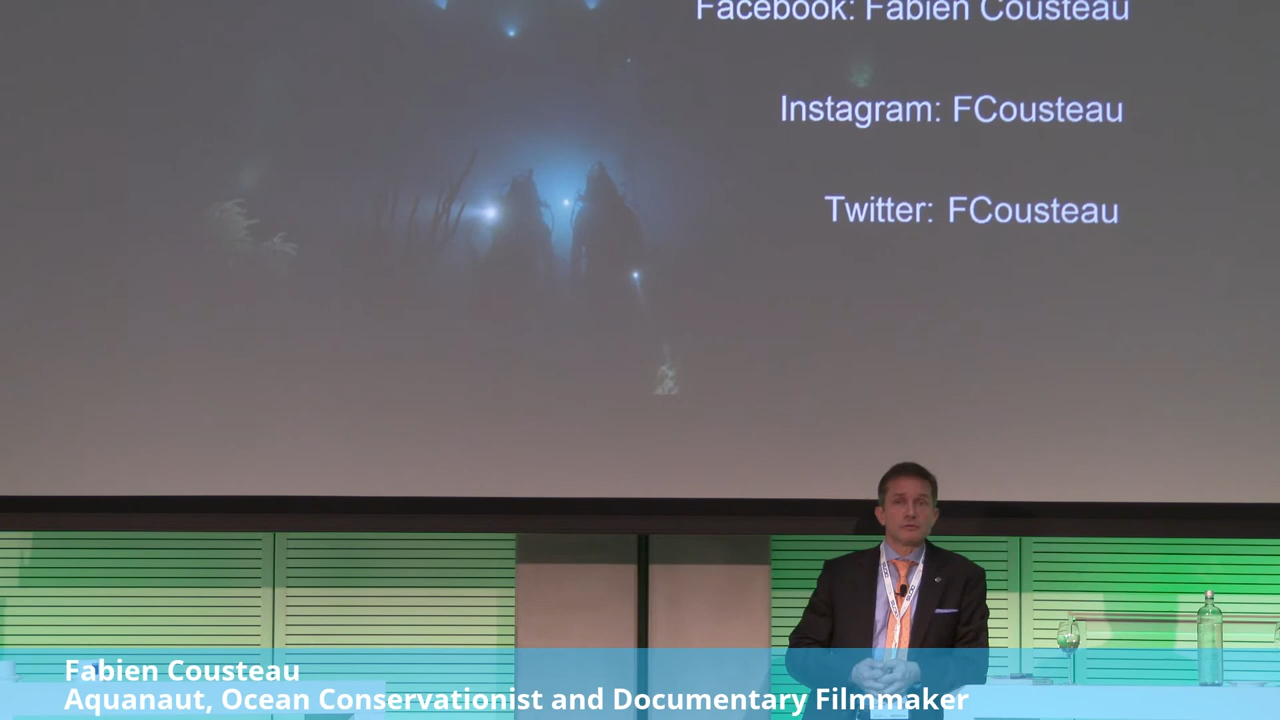 Facebook: Fabien Cousteau
Instagram: FCousteau
Twitter: FCousteau
Fabien Cousteau
Aquanaut, Ocean Conservationist and Documentary Filmmaker